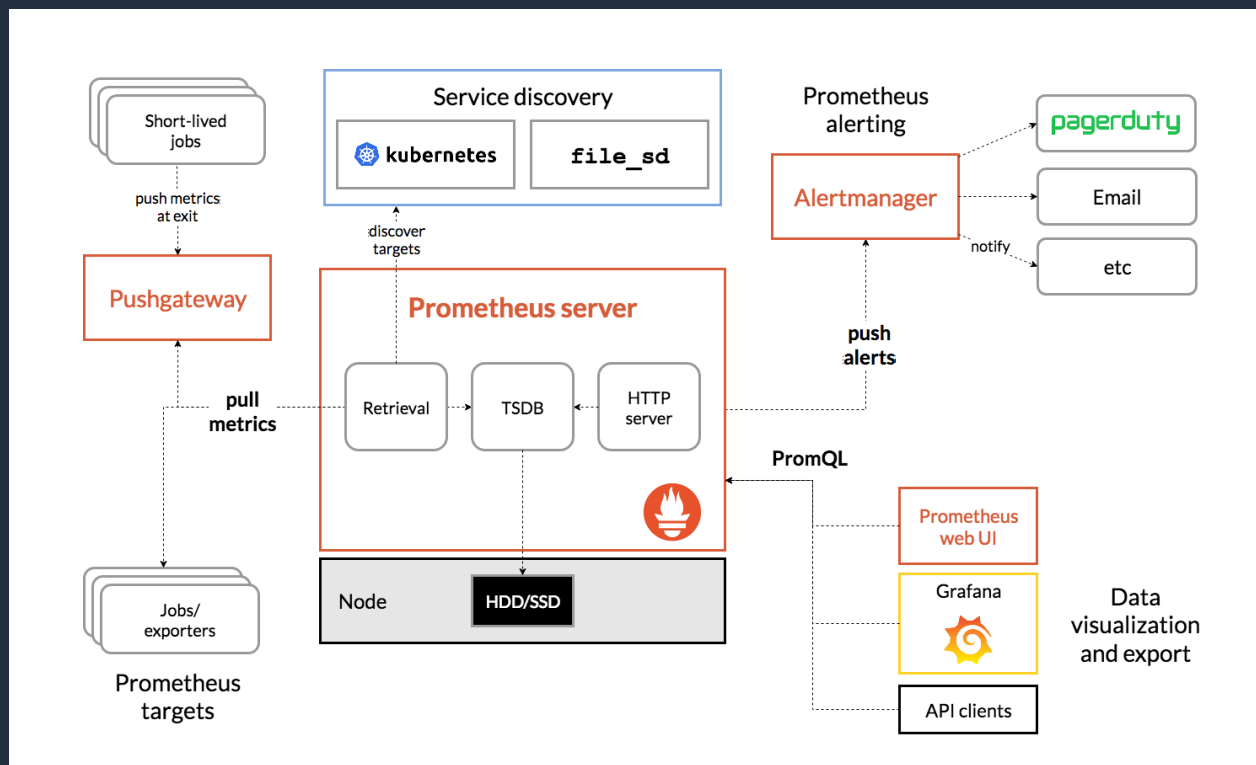 Short-lived
jobs
push metrics
at exit
Pushgateway
pull
metrics
Jobs/
exporters
Prometheus
targets
Service discovery
kubernetes
file_sd
discover
targets
Prometheus server
Retrieval
TSDB
HTTP
server
Node
HDD/SSD
Prometheus
alerting
Alertmanager
pagerduty
Email
notify
etc
push
alerts
PromQL
Prometheus
web UI
Grafana
API clients
Data
visualization
and export